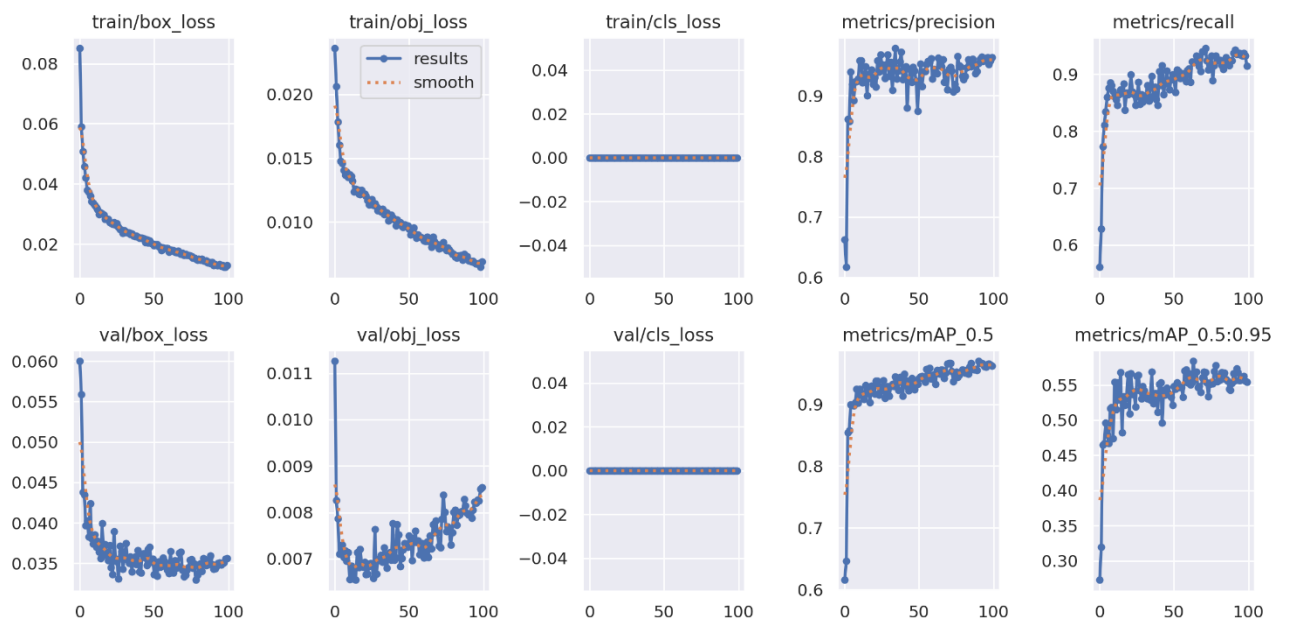 train/box_loss
0.08
0.06
0.04
0.02
0 50 100
train/obj_loss
results
smooth
0.020
0.015
0.010
0 50 100
train/cls_loss
0.04
0.02
0.00
−0.02
−0.04
0 50 100
metrics/precision
0.9
0.8
0.7
0.6
0 50 100
metrics/recall
0.9
0.8
0.7
0.6
0 50 100
val/box_loss
0.060
0.055
0.050
0.045
0.040
0.035
0 50 100
val/obj_loss
0.011
0.010
0.009
0.008
0.007
0 50 100
val/cls_loss
0.04
0.02
0.00
−0.02
−0.04
0 50 100
metrics/mAP_0.5
0.9
0.8
0.7
0.6
0 50 100
metrics/mAP_0.5:0.95
0.55
0.50
0.45
0.40
0.35
0.30
0 50 100